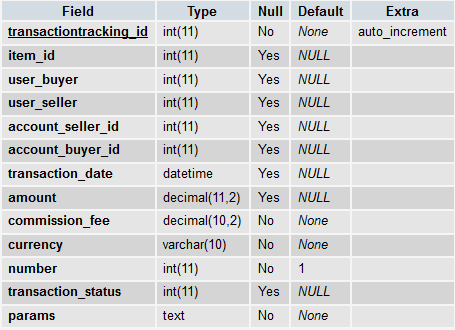 Field Type Null Default Extra
transactiontracking_id int(11) No None auto_increment
item_id int(11) Yes NULL
user_buyer int(11) Yes NULL
user_seller int(11) Yes NULL
account_seller_id int(11) Yes NULL
account_buyer_id int(11) Yes NULL
transaction_date datetime Yes NULL
amount decimal(11,2) Yes NULL
commission_fee decimal(10,2) No None
currency varchar(10) No None
number int(11) No 1
transaction_status int(11) Yes NULL
params text No None